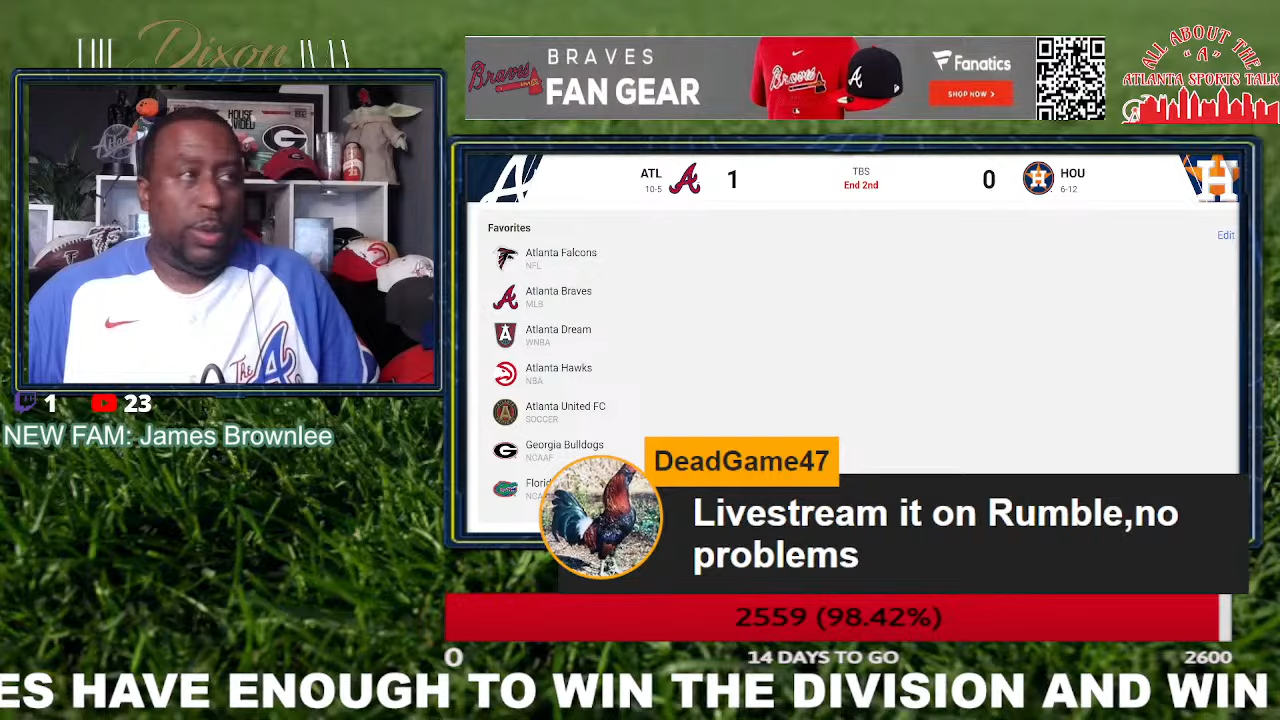 Dixon
BRAVES
FAN GEAR
Braves
Fanatics
SHOP NOW >
ALL ABOUT THE
"A"
ATLANTA SPORTS TALK
ATL
10-5
1
TBS
End 2nd
0
HOU
6-12
Favorites
Edit
Atlanta Falcons
NFL
Atlanta Braves
MLB
Atlanta Dream
WNBA
Atlanta Hawks
NBA
Atlanta United FC
SOCCER
Georgia Bulldogs
NCAAF
Florid
NCA
1
23
NEW FAM: James Brownlee
DeadGame47
Livestream it on Rumble,no
problems
2559 (98.42%)
0
14 DAYS TO GO
2600
ES HAVE ENOUGH TO WIN THE DIVISION AND WIN